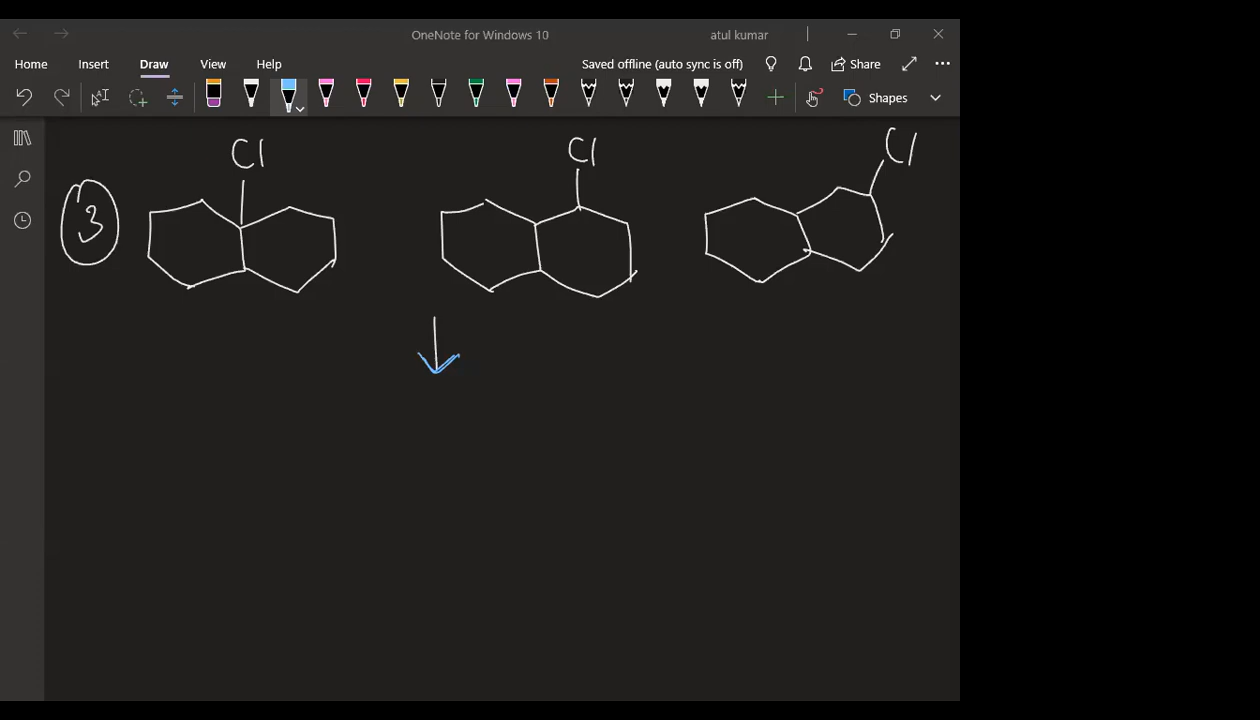 OneNote for Windows 10
atul kumar
Home Insert Draw View Help
Saved offline (auto sync is off)
Share
Shapes
3
Cl
Cl
Cl